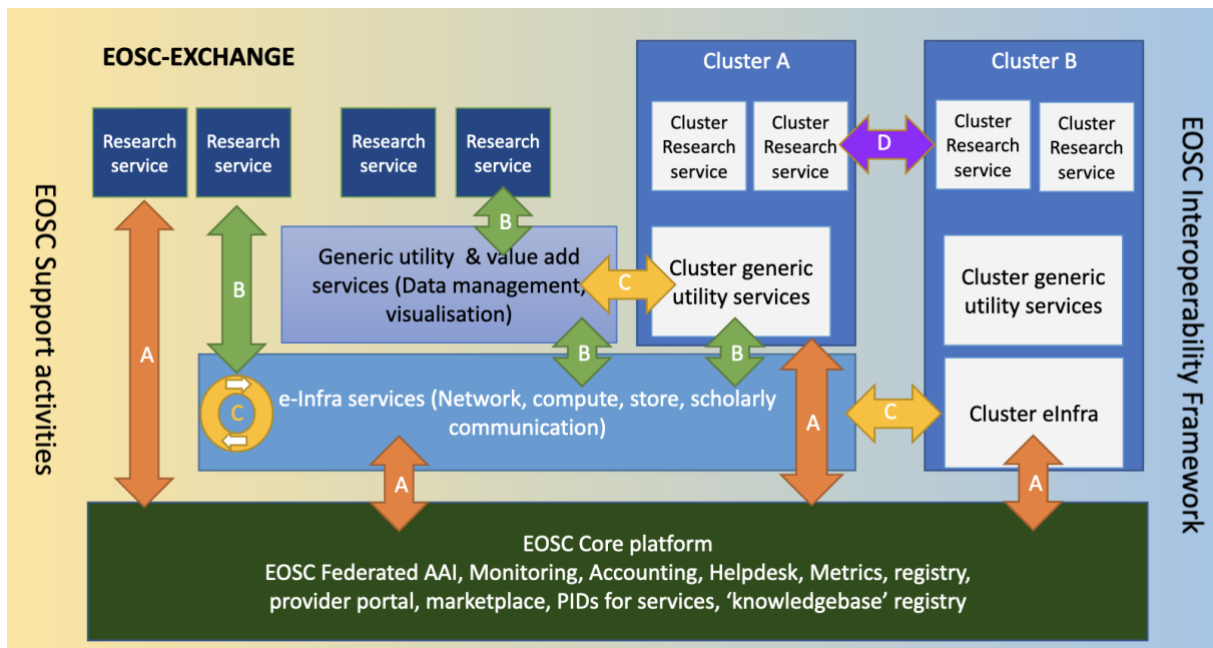 EOSC-EXCHANGE
Cluster A
Cluster B
Research
service
Research
service
Research
service
Research
service
Cluster
Research
service
Cluster
Research
service
D
Cluster
Research
service
Cluster
Research
service
B
B
Generic utility & value add
services (Data management,
visualisation)
C
Cluster generic
utility services
Cluster generic
utility services
A
B
B
C
e-Infra services (Network, compute, store, scholarly
communication)
A
C
Cluster eInfra
A
A
EOSC Core platform
EOSC Federated AAI, Monitoring, Accounting, Helpdesk, Metrics, registry,
provider portal, marketplace, PIDs for services, ‘knowledgebase’ registry
EOSC Support activities
EOSC Interoperability Framework